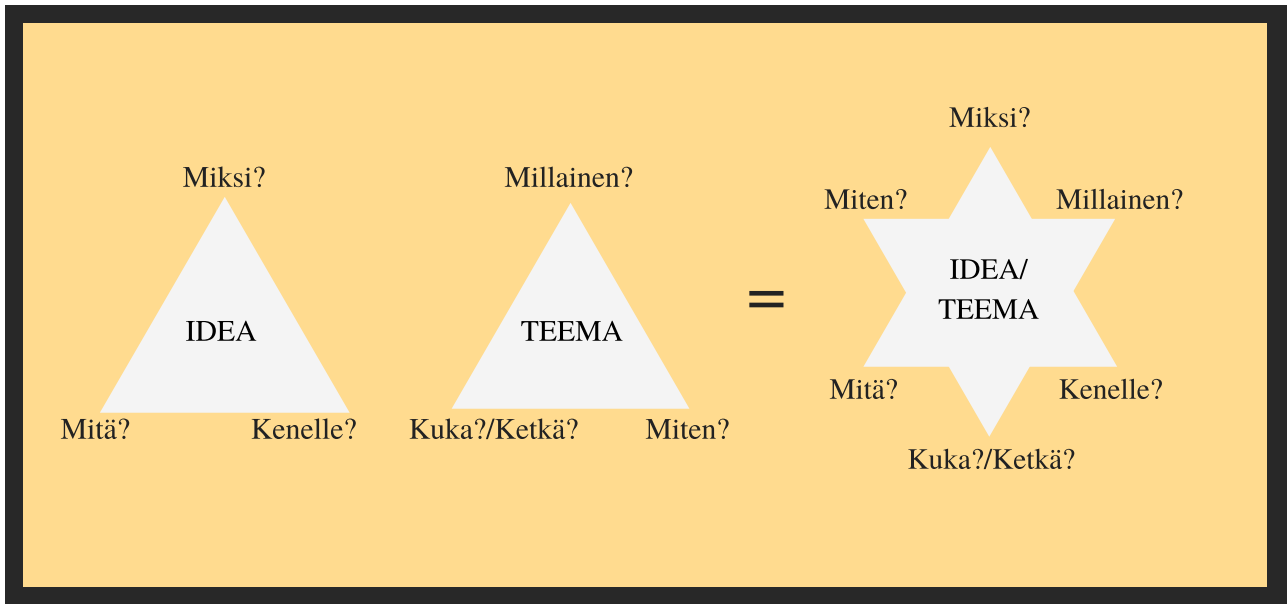 Miksi?
IDEA
Mitä? Kenelle?
Millainen?
TEEMA
Kuka?/Ketkä? Miten?
=
Miksi?
Miten? Millainen?
IDEA/
TEEMA
Mitä? Kenelle?
Kuka?/Ketkä?